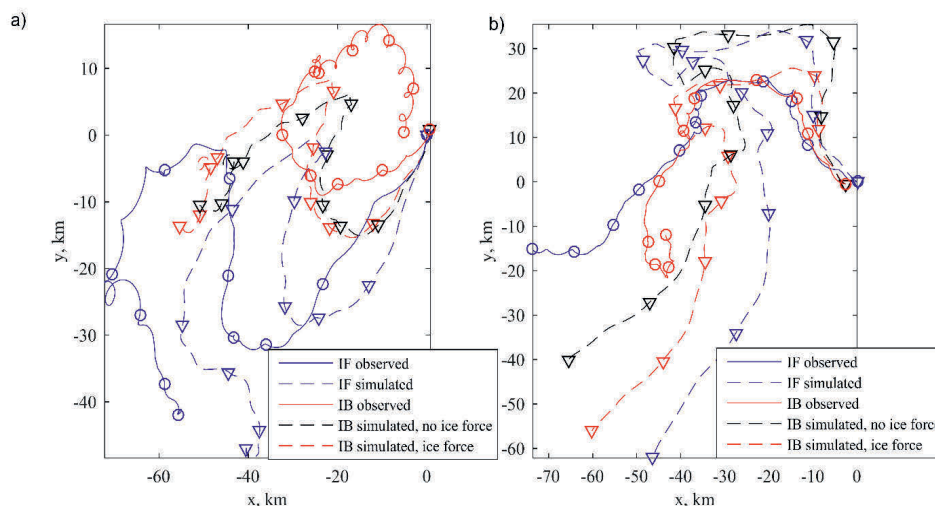 a)
10
0
-10
-20
-30
-40
y, km
-60
-40
-20
0
x, km
IF observed
IF simulated
IB observed
IB simulated, no ice force
IB simulated, ice force
b)
30
20
10
0
-10
-20
-30
-40
-50
-60
y, km
-70
-60
-50
-40
-30
-20
-10
0
x, km
IF observed
IF simulated
IB observed
IB simulated, no ice force
IB simulated, ice force